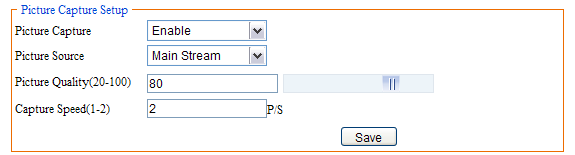 Picture Capture Setup
Picture Capture Enable
Picture Source Main Stream
Picture Quality(20-100) 80
Capture Speed(1-2) 2 P/S
Save